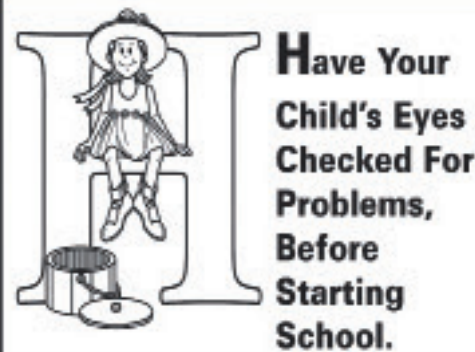 Have Your
Child's Eyes
Checked For
Problems,
Before
Starting
School.